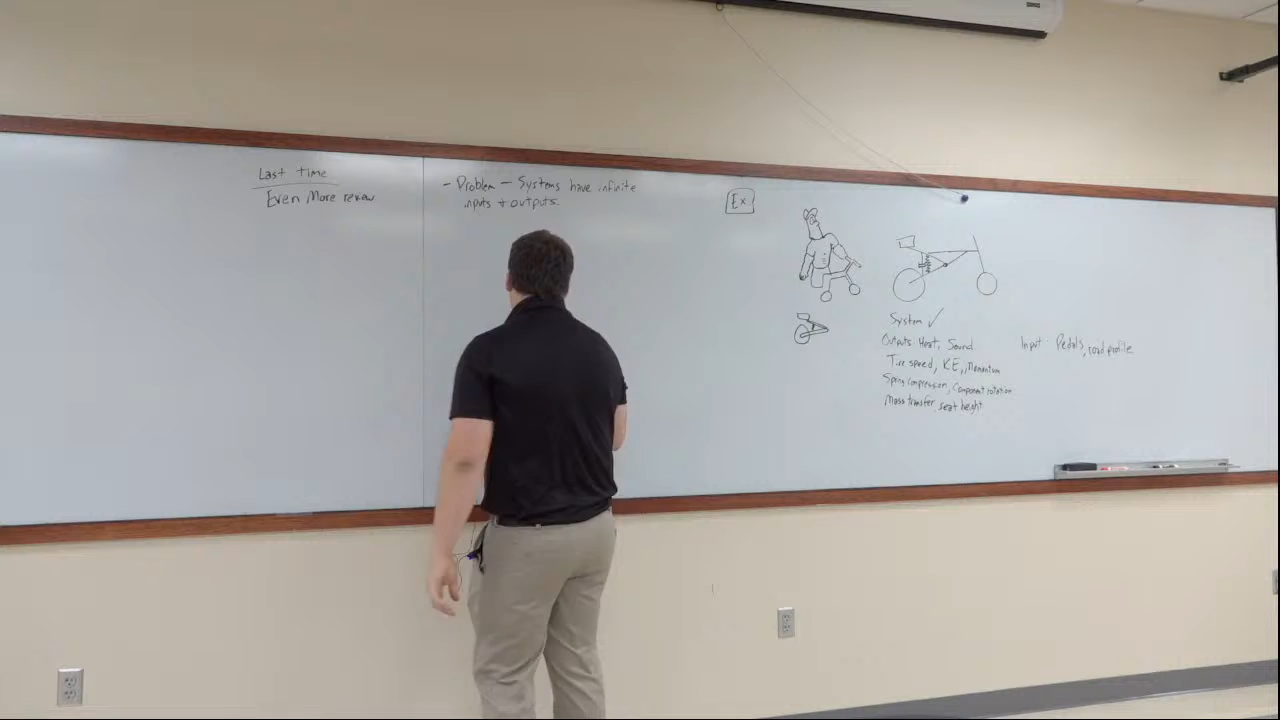 Last time
Even More review
- Problem - Systems have infinite
inputs + outputs.
Ex
System ✓
Outputs: Heat, Sound
Tire speed, KE, Momentum
Spring compression, Component rotation
Mass transfer, seat height
Input: Pedals, road profile